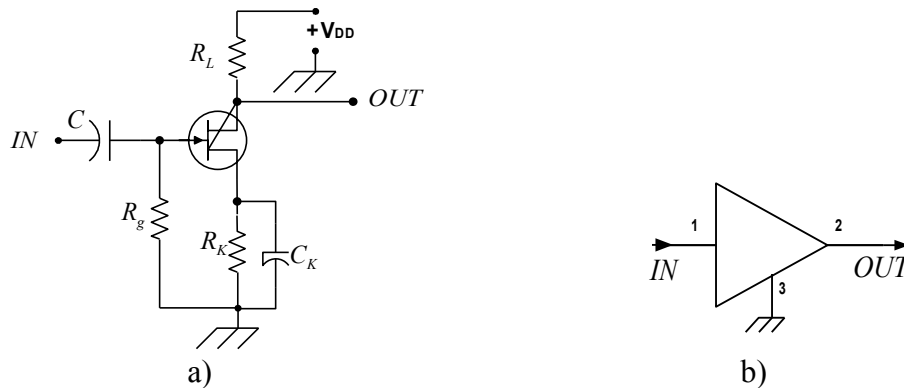 +VDD
R_L
OUT
C
IN
R_g
R_K
C_K
1
2
IN
OUT
3
a)
b)